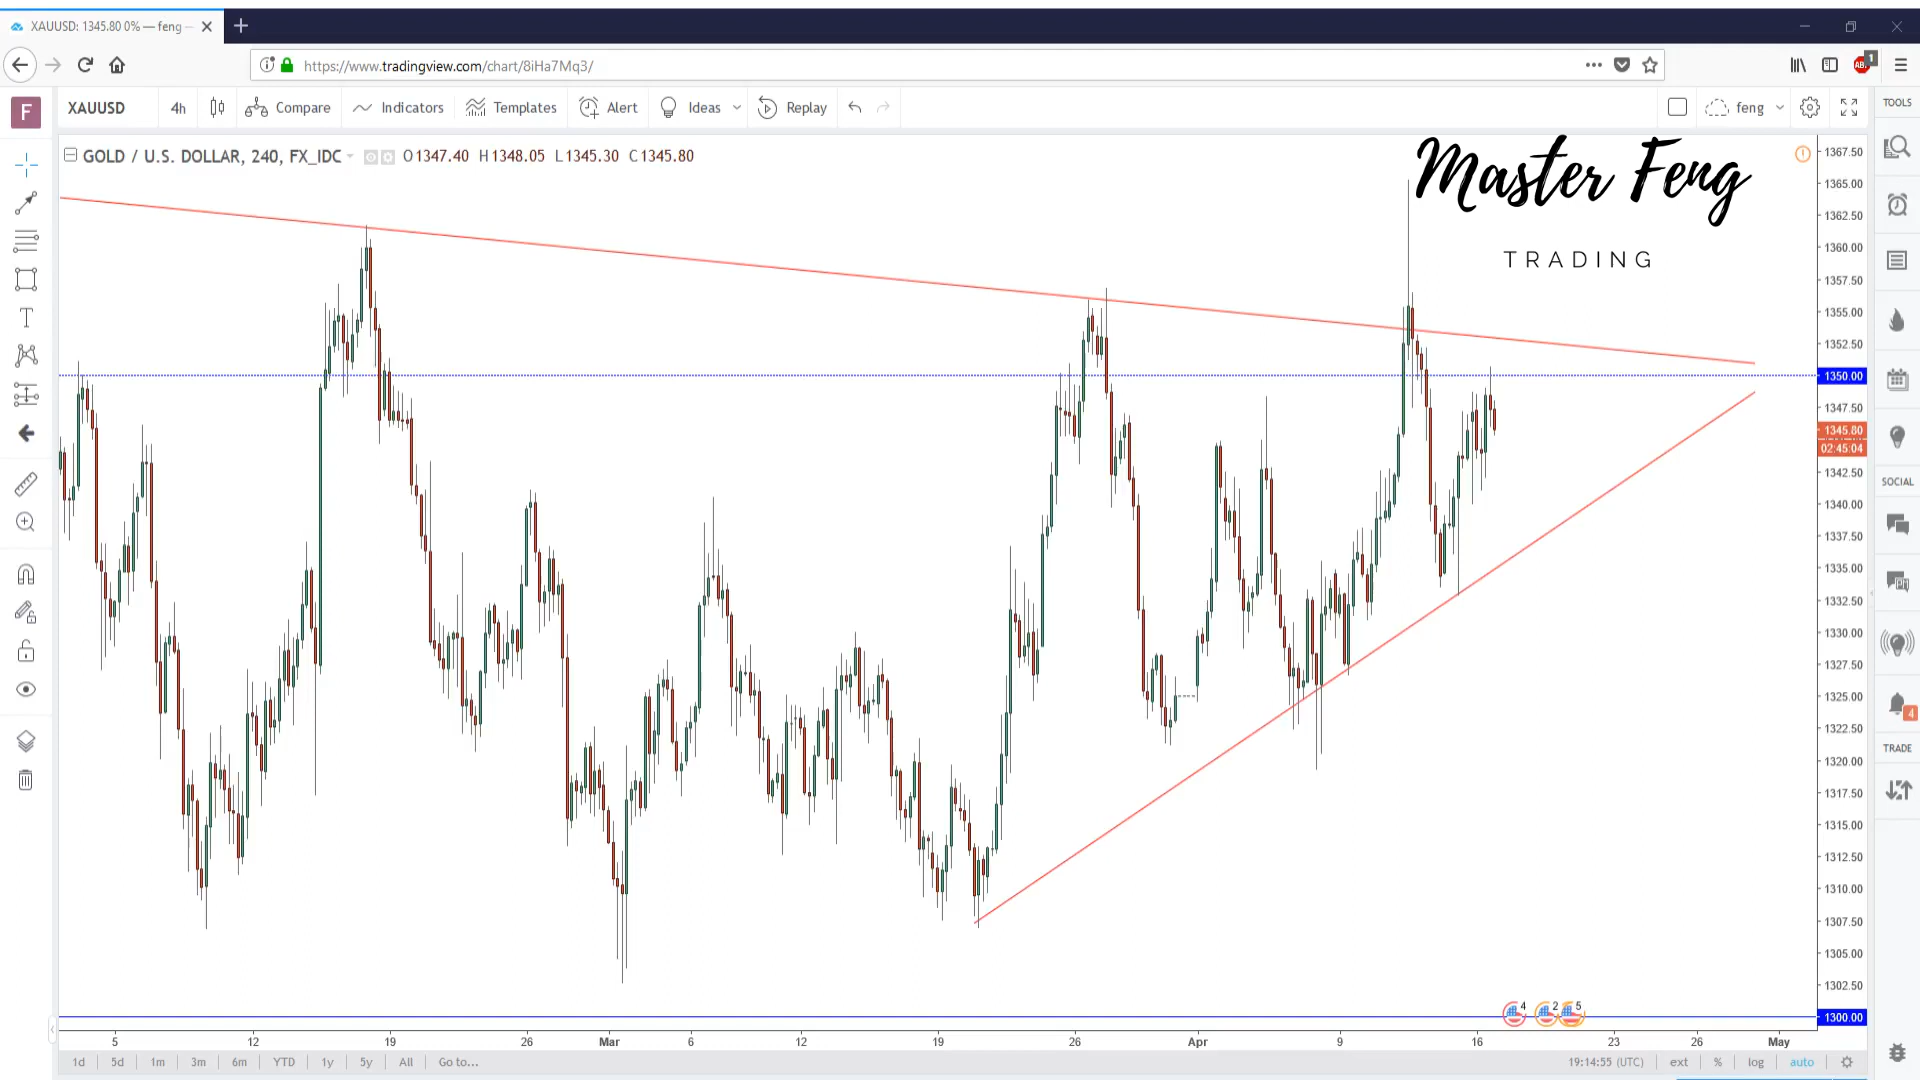 XAUUSD: 1345.80 0% — feng —
https://www.tradingview.com/chart/8iHa7Mq3/
ABP 1
F
XAUUSD 4h Compare Indicators Templates Alert Ideas Replay feng
TOOLS
GOLD / U.S. DOLLAR, 240, FX_IDC O1347.40 H1348.05 L1345.30 C1345.80
Master Feng
TRADING
1367.50
1365.00
1362.50
1360.00
1357.50
1355.00
1352.50
1350.00
1347.50
1345.80
02:45:04
1342.50
1340.00
1337.50
1335.00
1332.50
1330.00
1327.50
1325.00
1322.50
1320.00
1317.50
1315.00
1312.50
1310.00
1307.50
1305.00
1302.50
1300.00
SOCIAL
4
TRADE
4 2 5
5 12 19 26 Mar 6 12 19 26 Apr 9 16 23 26 May
1d 5d 1m 3m 6m YTD 1y 5y All Go to... 19:14:55 (UTC) ext % log auto